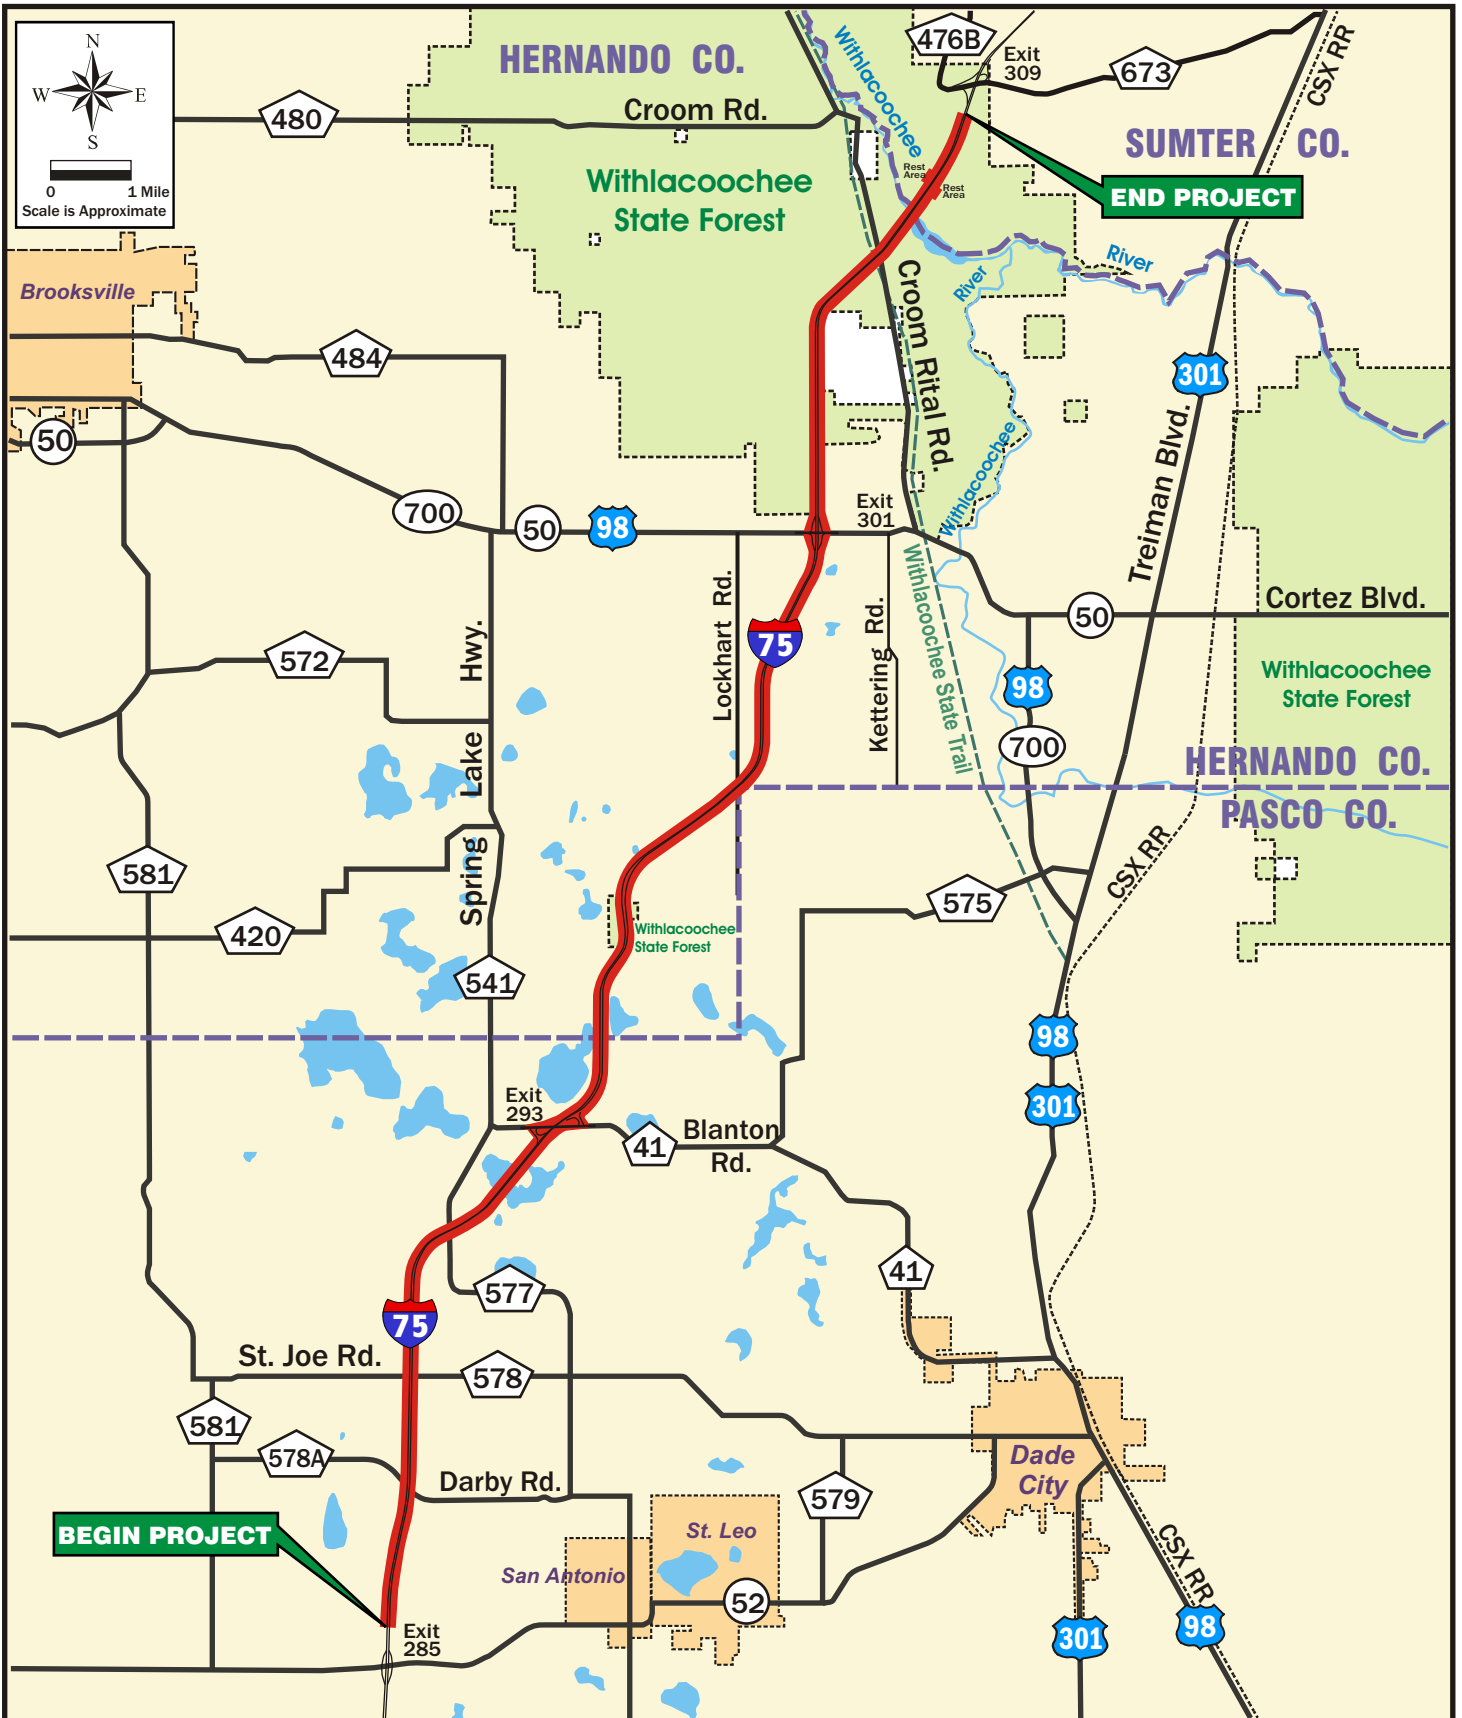 N
W
E
S
0
1 Mile
Scale is Approximate
HERNANDO CO.
480
Croom Rd.
Withlacoochee
State Forest
Withlacoochee
476B
Exit
309
673
CSX RR
SUMTER CO.
Rest
Area
Rest
Area
END PROJECT
River
River
Brooksville
484
50
700
50
98
Exit
301
Croom Rital Rd.
Withlacoochee
301
Treiman Blvd.
Cortez Blvd.
50
Withlacoochee
State Forest
572
Spring Lake Hwy.
Lockhart Rd.
75
Kettering Rd.
Withlacoochee State Trail
98
700
HERNANDO CO.
PASCO CO.
CSX RR
581
420
541
Withlacoochee
State Forest
575
98
301
Exit
293
41
Blanton
Rd.
41
577
75
St. Joe Rd.
578
581
578A
Darby Rd.
579
Dade
City
BEGIN PROJECT
St. Leo
San Antonio
52
Exit
285
CSX RR
301
98